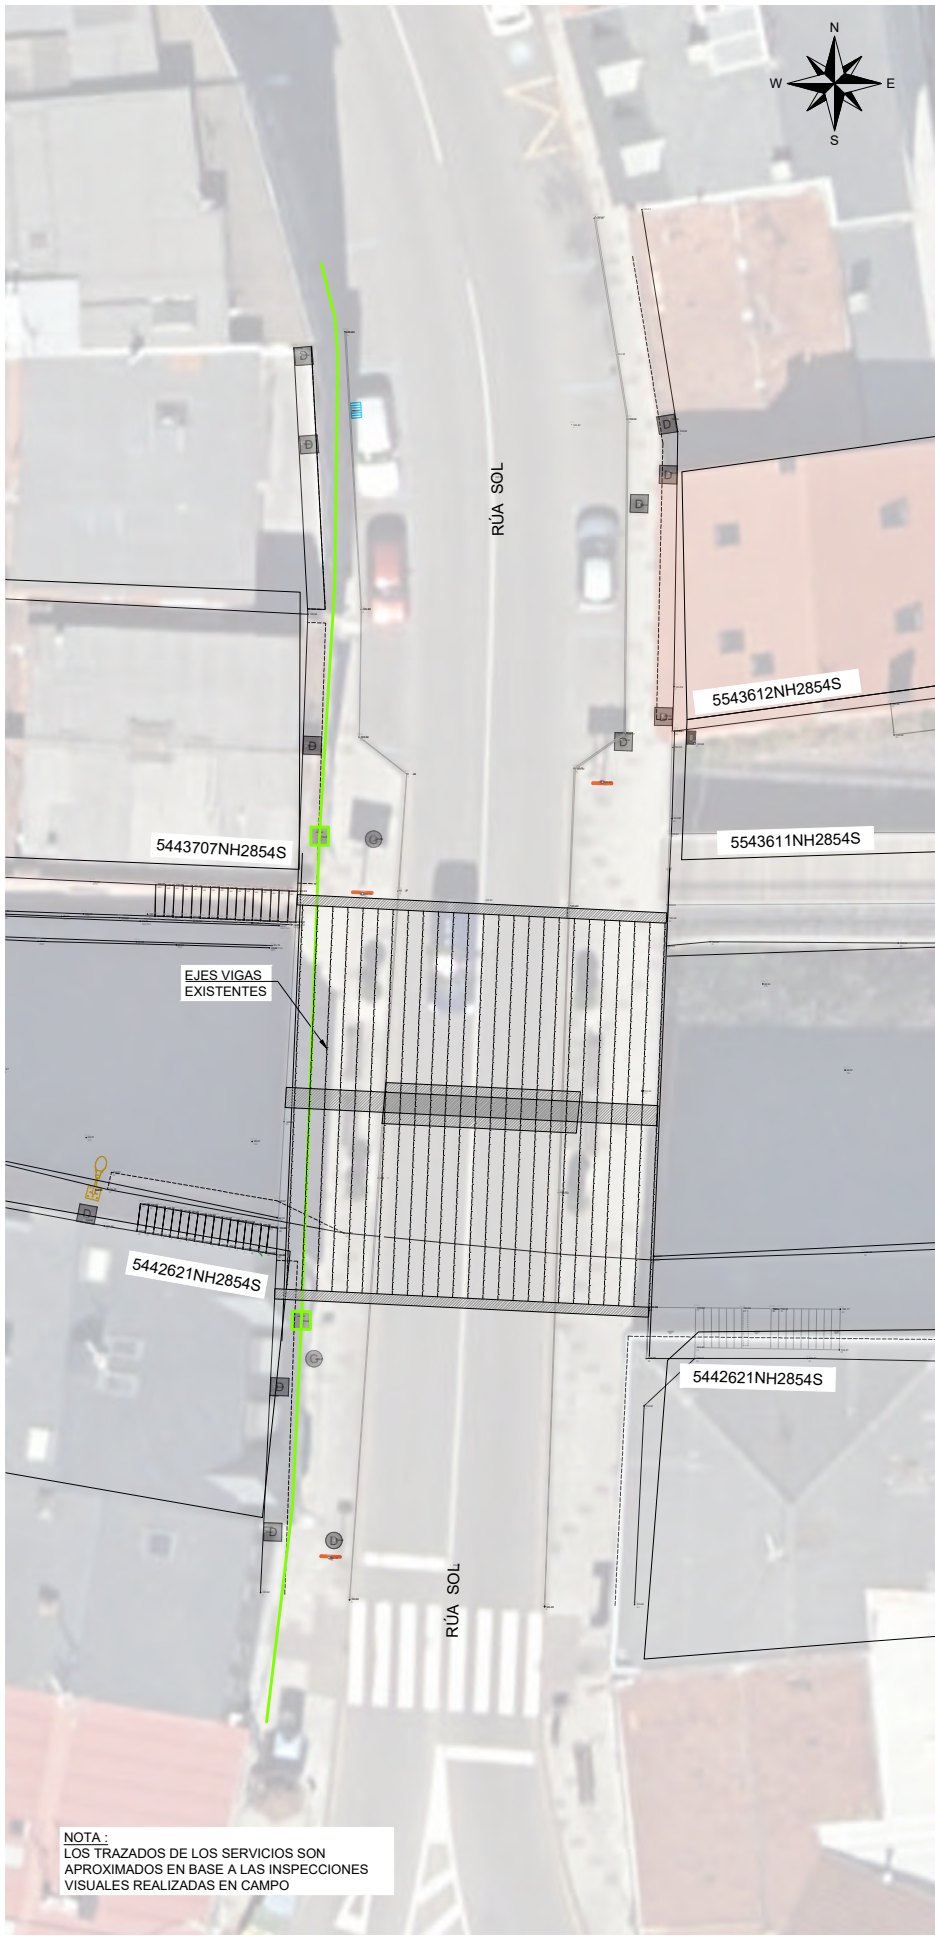 N
W E
S
RÚA SOL
5543612NH2854S
5443707NH2854S
5543611NH2854S
EJES VIGAS
EXISTENTES
5442621NH2854S
5442621NH2854S
RÚA SOL
D
D
D
D
D
D
D
D
D
D
D
NOTA :
LOS TRAZADOS DE LOS SERVICIOS SON
APROXIMADOS EN BASE A LAS INSPECCIONES
VISUALES REALIZADAS EN CAMPO